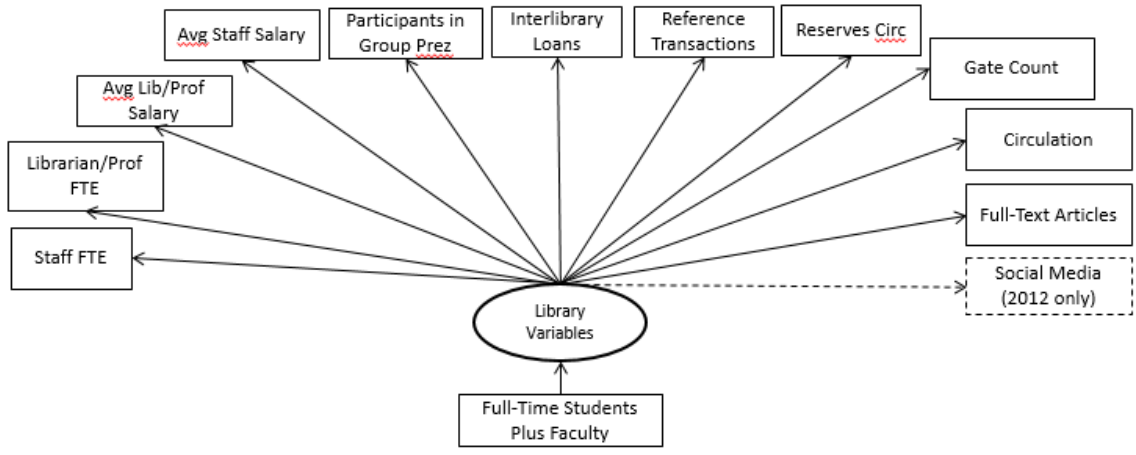 Avg Staff Salary
Participants in
Group Prez
Interlibrary
Loans
Reference
Transactions
Reserves Circ
Gate Count
Avg Lib/Prof
Salary
Circulation
Librarian/Prof
FTE
Full-Text Articles
Staff FTE
Social Media
(2012 only)
Library
Variables
Full-Time Students
Plus Faculty